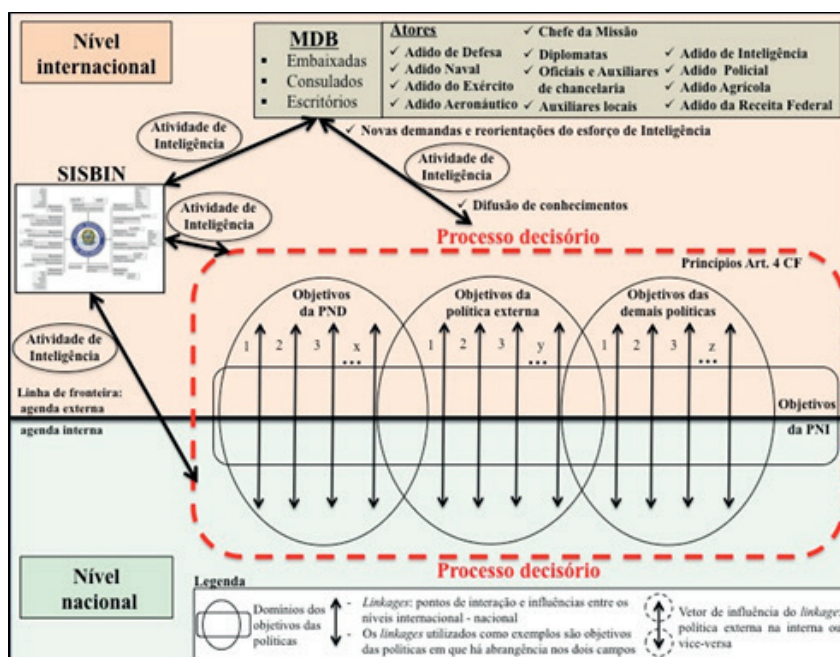 Nível
internacional
MDB
Embaixadas
Consulados
Escritórios
Atores
✓ Adido de Defesa
✓ Adido Naval
✓ Adido do Exército
✓ Adido Aeronáutico
✓ Chefe da Missão
✓ Diplomatas
✓ Oficiais e Auxiliares
de chancelaria
✓ Auxiliares locais
✓ Adido de Inteligência
✓ Adido Policial
✓ Adido Agrícola
✓ Adido da Receita Federal
Atividade de
Inteligência
✓ Novas demandas e reorientações do esforço de Inteligência
Atividade de
Inteligência
SISBIN
Atividade de
Inteligência
✓ Difusão de conhecimentos
Processo decisório
Princípios Art. 4 CF
Objetivos
da PND
Objetivos da
política externa
Objetivos das
demais políticas
1 2 3 x
...
1 2 3 y
...
1 2 3 z
...
Atividade de
Inteligência
Linha de fronteira:
agenda externa
agenda interna
Objetivos
da PNI
Processo decisório
Nível
nacional
Legenda
Domínios dos
objetivos das
políticas
- Linkages: pontos de interação e influências entre os
níveis internacional - nacional
- Os linkages utilizados como exemplos são objetivos
das políticas em que há abrangência nos dois campos
Vetor de influência do linkage:
política externa na interna ou
vice-versa